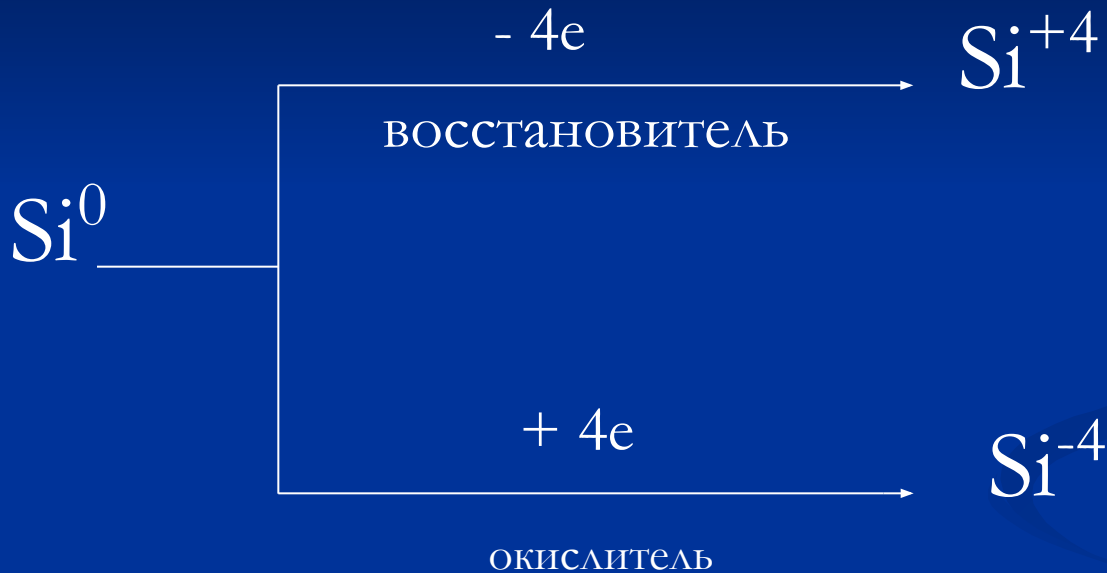 - 4e
Si⁺⁴
восстановитель
Si⁰
+ 4e
Si⁻⁴
окислитель